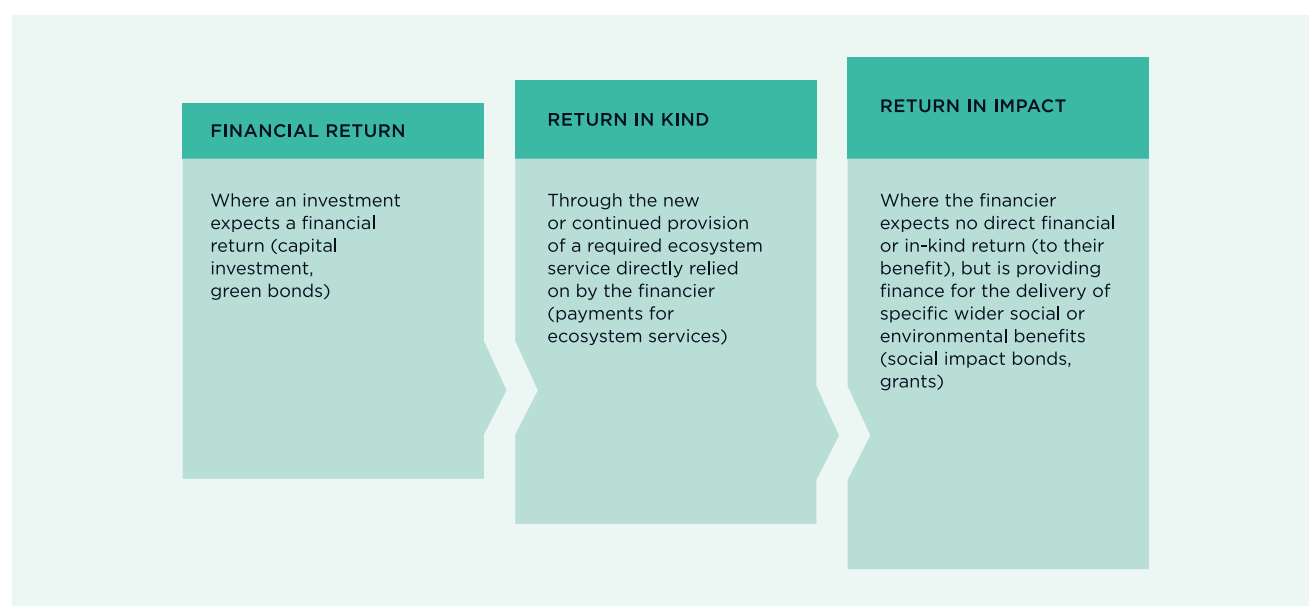 FINANCIAL RETURN
Where an investment
expects a financial
return (capital
investment,
green bonds)
RETURN IN KIND
Through the new
or continued provision
of a required ecosystem
service directly relied
on by the financier
(payments for
ecosystem services)
RETURN IN IMPACT
Where the financier
expects no direct financial
or in-kind return (to their
benefit), but is providing
finance for the delivery of
specific wider social or
environmental benefits
(social impact bonds,
grants)